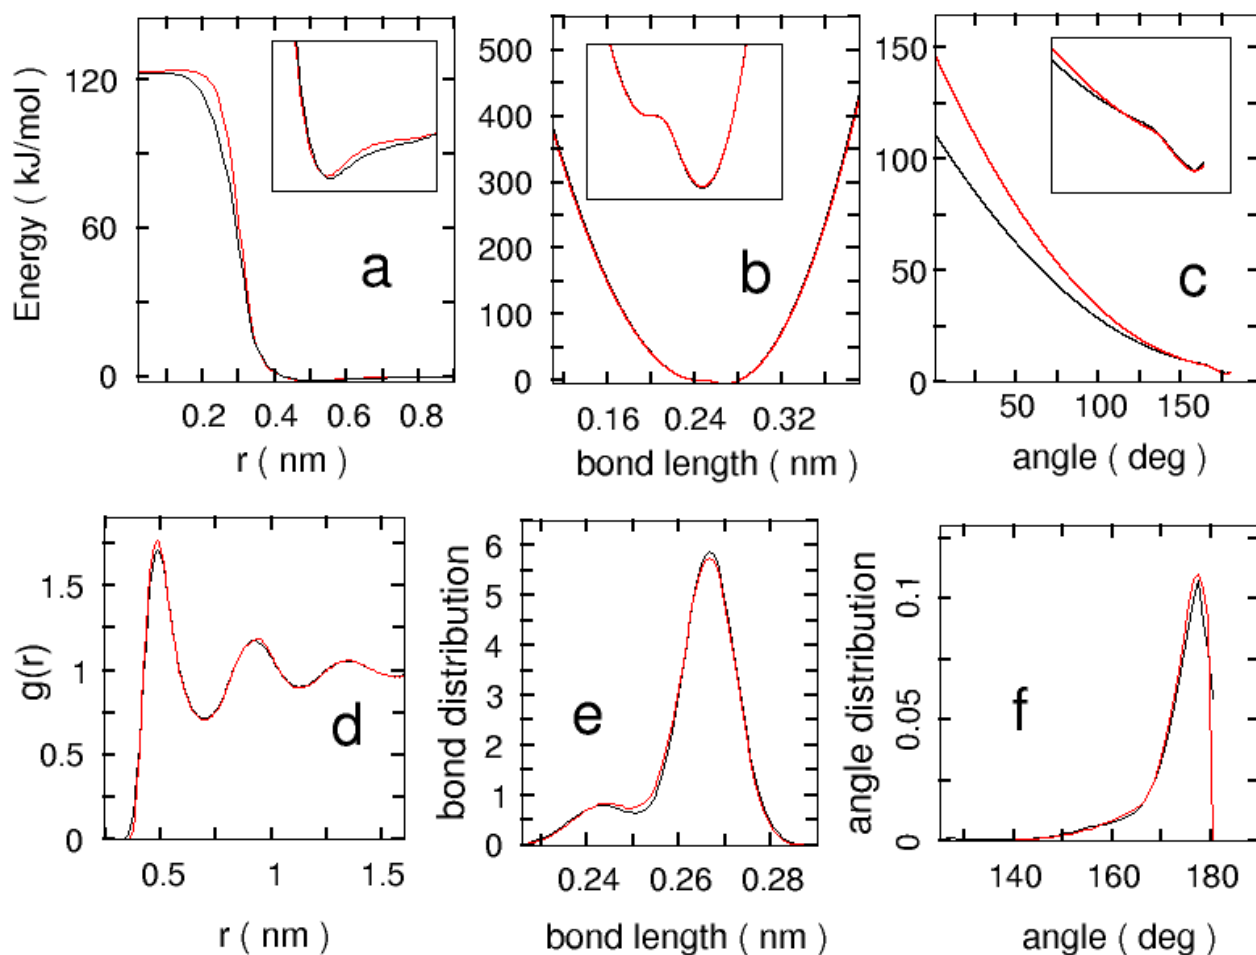 Energy ( kJ/mol )
120
60
0
a
0.2 0.4 0.6 0.8
r ( nm )
500
400
300
200
100
0
b
0.16 0.24 0.32
bond length ( nm )
150
100
50
0
c
50 100 150
angle ( deg )
g(r)
1.5
1
0.5
0
d
0.5 1 1.5
r ( nm )
bond distribution
6
5
4
3
2
1
0
e
0.24 0.26 0.28
bond length ( nm )
angle distribution
0.1
0.05
0
f
140 160 180
angle ( deg )